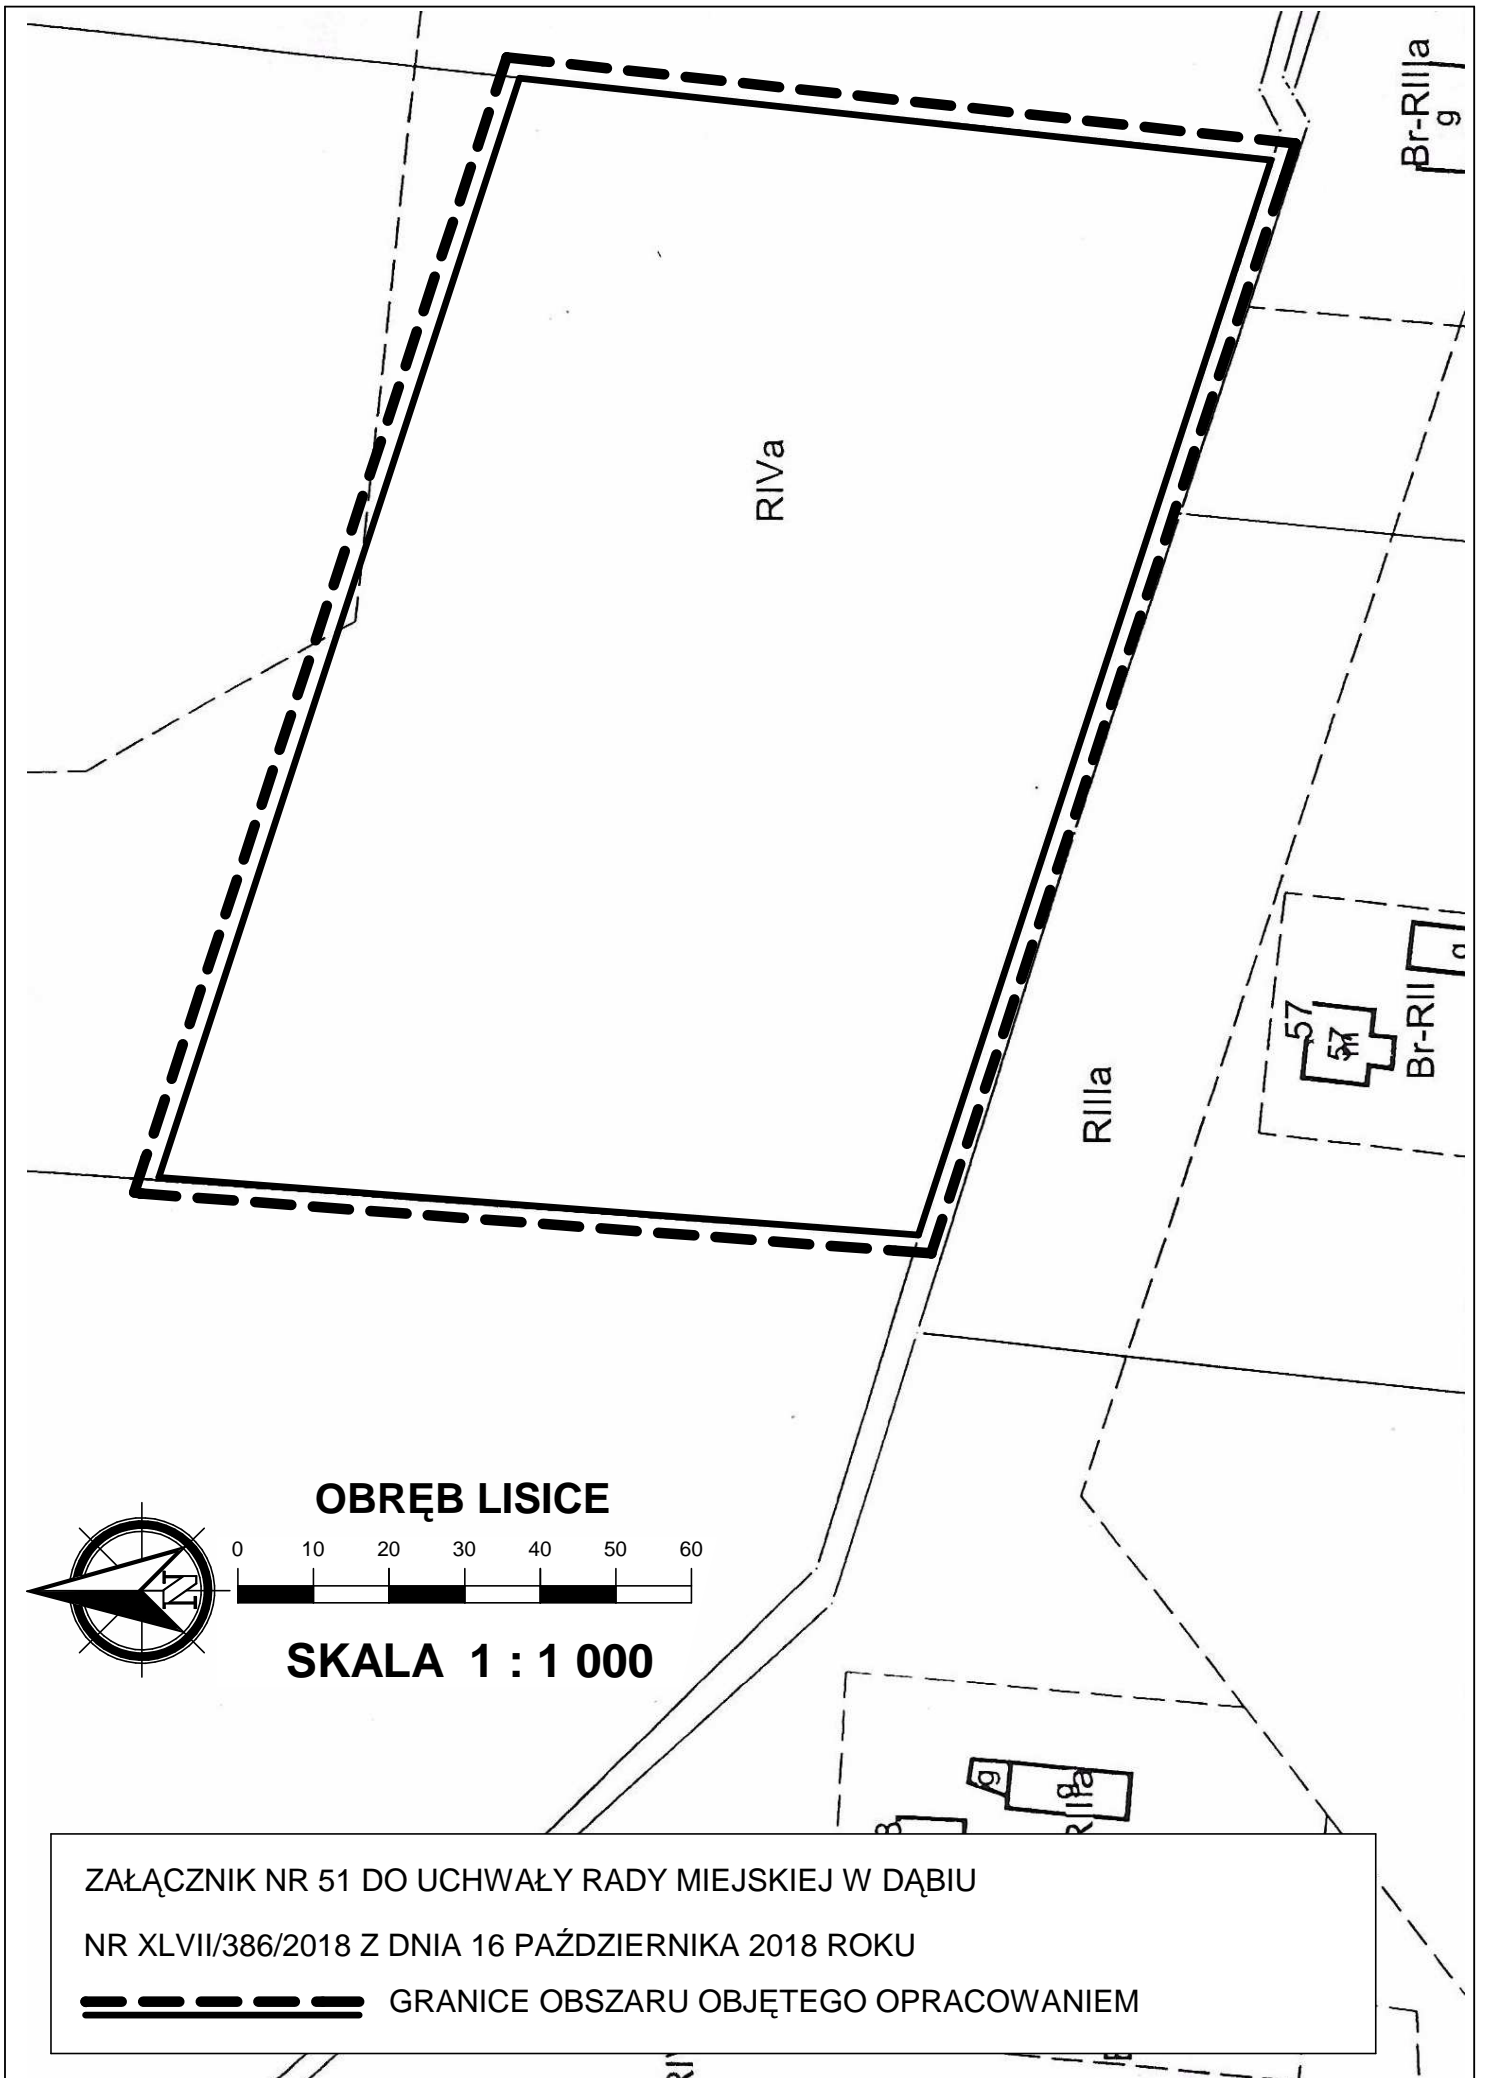 Br-RIIIa
g
RIVa
57
57
m
g
Br-RII
RIIIa
OBRĘB LISICE
0 10 20 30 40 50 60
N
SKALA 1 : 1 000
g
g
RIIIa
ZAŁĄCZNIK NR 51 DO UCHWAŁY RADY MIEJSKIEJ W DĄBIU
NR XLVII/386/2018 Z DNIA 16 PAŹDZIERNIKA 2018 ROKU
GRANICE OBSZARU OBJĘTEGO OPRACOWANIEM